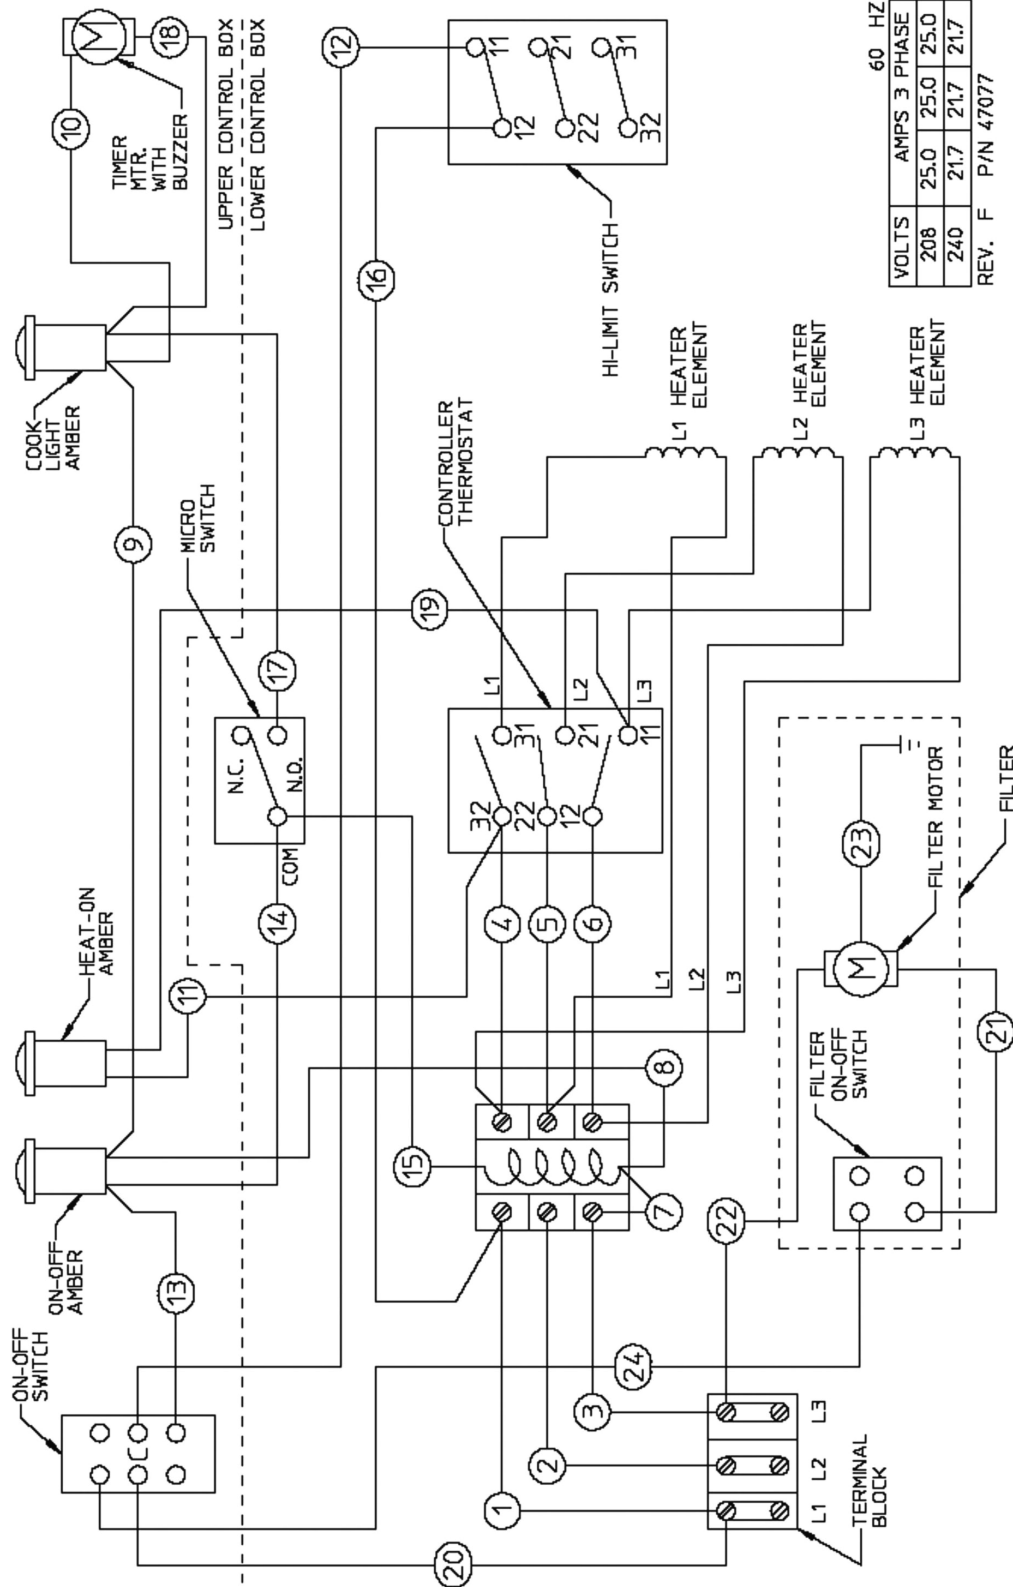 ON-OFF
SWITCH
ON-OFF
AMBER
HEAT-ON
AMBER
COOK
LIGHT
AMBER
TIMER
MTR.
WITH
BUZZER
M
10
18
9
13
11
14
17
19
UPPER CONTROL BOX
LOWER CONTROL BOX
MICRO
SWITCH
N.C.
N.O.
COM
C
12
16
15
20
HI-LIMIT SWITCH
11
12
21
22
31
32
CONTROLLER
THERMOSTAT
32
31
22
21
12
11
L1
L2
L3
4
5
6
8
7
1
2
3
24
22
L1
L2
L3
L1 HEATER
ELEMENT
L2 HEATER
ELEMENT
L3 HEATER
ELEMENT
L1
L2
L3
TERMINAL
BLOCK
FILTER
ON-OFF
SWITCH
M
23
21
FILTER MOTOR
FILTER
60 HZ
VOLTS AMPS 3 PHASE
208 25.0 25.0 25.0
240 21.7 21.7 21.7
REV. F P/N 47077